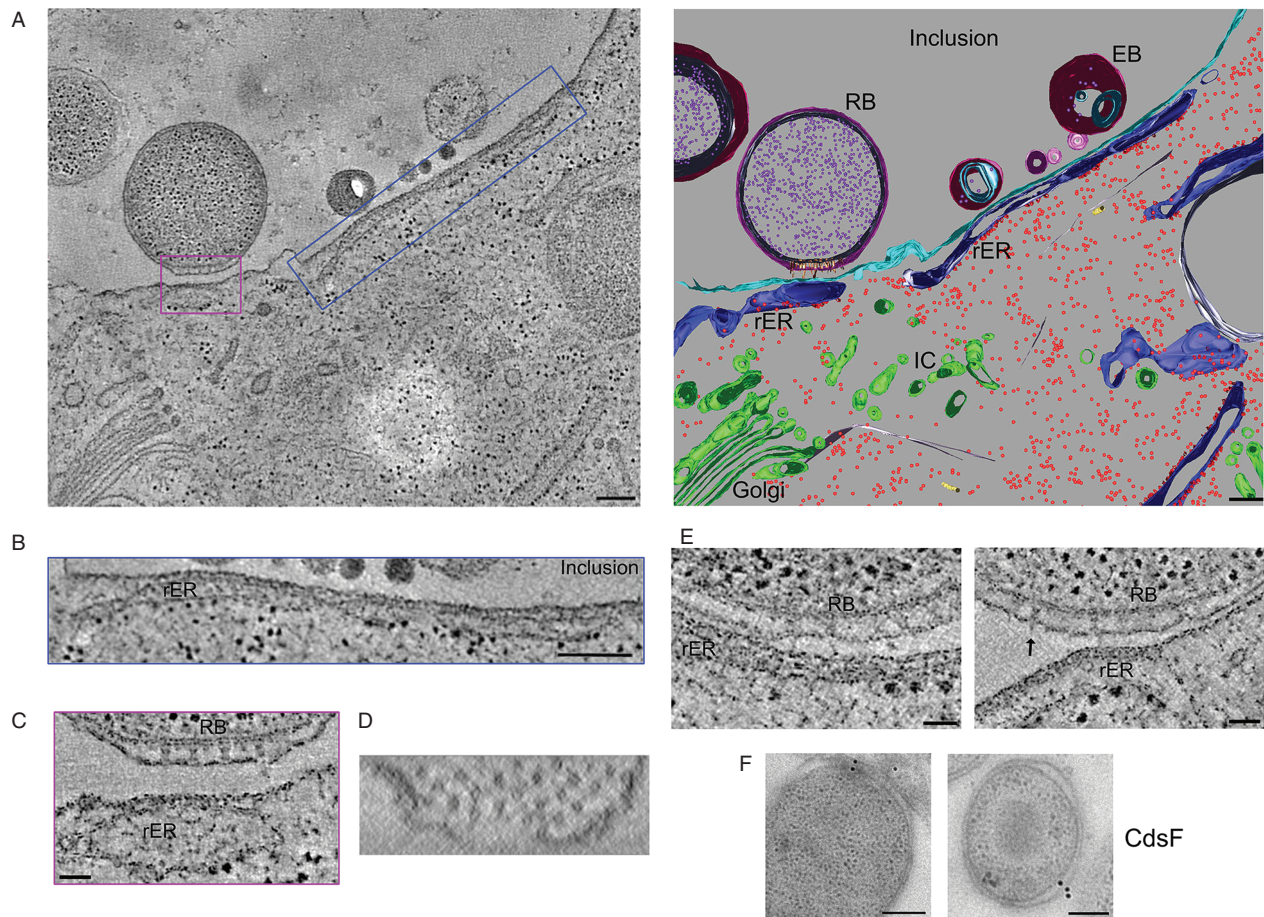 A
Inclusion
EB
RB
rER
rER
IC
Golgi
B
Inclusion
rER
C
RB
rER
D
E
RB
rER
RB
rER
F
CdsF